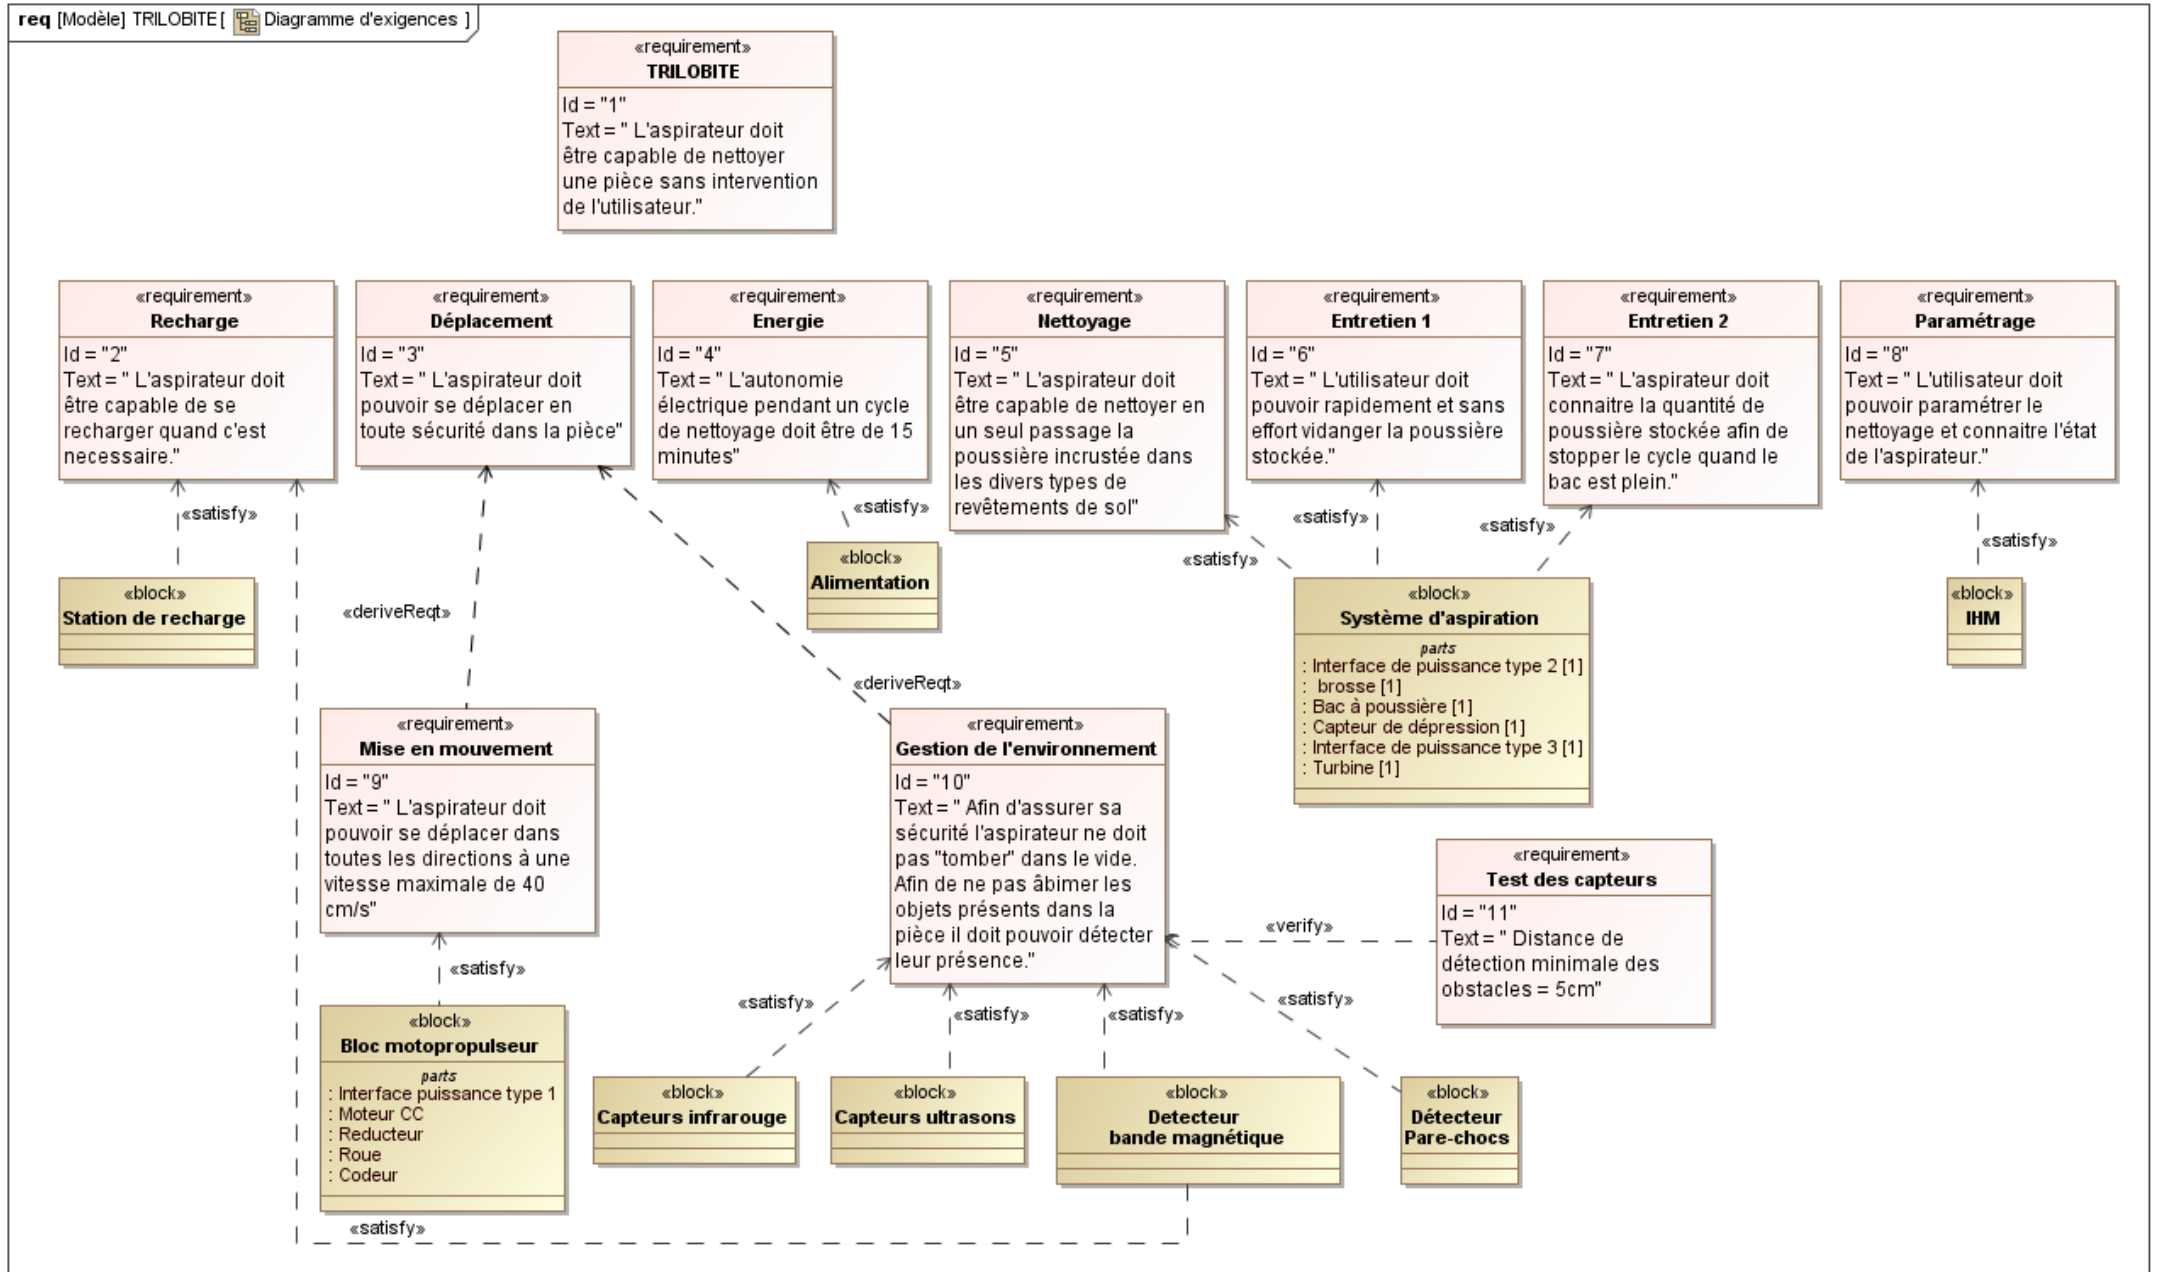 req [Modèle] TRILOBITE [ Diagramme d'exigences ]
«requirement»
TRILOBITE
Id = "1"
Text = " L'aspirateur doit
être capable de nettoyer
une pièce sans intervention
de l'utilisateur."
«requirement»
Recharge
Id = "2"
Text = " L'aspirateur doit
être capable de se
recharger quand c'est
necessaire."
«requirement»
Déplacement
Id = "3"
Text = " L'aspirateur doit
pouvoir se déplacer en
toute sécurité dans la pièce"
«requirement»
Energie
Id = "4"
Text = " L'autonomie
électrique pendant un cycle
de nettoyage doit être de 15
minutes"
«requirement»
Nettoyage
Id = "5"
Text = " L'aspirateur doit
être capable de nettoyer en
un seul passage la
poussière incrustée dans
les divers types de
revêtements de sol"
«requirement»
Entretien 1
Id = "6"
Text = " L'utilisateur doit
pouvoir rapidement et sans
effort vidanger la poussière
stockée."
«requirement»
Entretien 2
Id = "7"
Text = " L'aspirateur doit
connaitre la quantité de
poussière stockée afin de
stopper le cycle quand le
bac est plein."
«requirement»
Paramétrage
Id = "8"
Text = " L'utilisateur doit
pouvoir paramétrer le
nettoyage et connaitre l'état
de l'aspirateur."
«satisfy»
«satisfy»
«satisfy»
«satisfy»
«satisfy»
«satisfy»
«block»
Station de recharge
«deriveReqt»
«block»
Alimentation
«deriveReqt»
«block»
Système d'aspiration
parts
: Interface de puissance type 2 [1]
:  brosse [1]
: Bac à poussière [1]
: Capteur de dépression [1]
: Interface de puissance type 3 [1]
: Turbine [1]
«block»
IHM
«requirement»
Mise en mouvement
Id = "9"
Text = " L'aspirateur doit
pouvoir se déplacer dans
toutes les directions à une
vitesse maximale de 40
cm/s"
«requirement»
Gestion de l'environnement
Id = "10"
Text = " Afin d'assurer sa
sécurité l'aspirateur ne doit
pas "tomber" dans le vide.
Afin de ne pas âbimer les
objets présents dans la
pièce il doit pouvoir détecter
leur présence."
«requirement»
Test des capteurs
Id = "11"
Text = " Distance de
détection minimale des
obstacles = 5cm"
«verify»
«satisfy»
«satisfy»
«satisfy»
«satisfy»
«satisfy»
«block»
Bloc motopropulseur
parts
: Interface puissance type 1
: Moteur CC
: Reducteur
: Roue
: Codeur
«block»
Capteurs infrarouge
«block»
Capteurs ultrasons
«block»
Detecteur
bande magnétique
«block»
Détecteur
Pare-chocs
«satisfy»